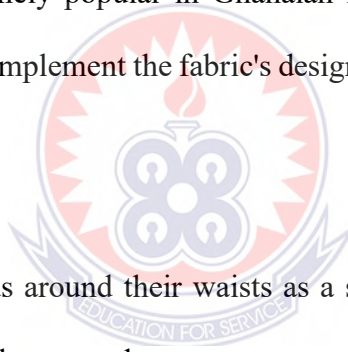 nely popular in Ghanaian
mplement the fabric's design
s around their waists as a s
EDUCATION FOR SERVICE